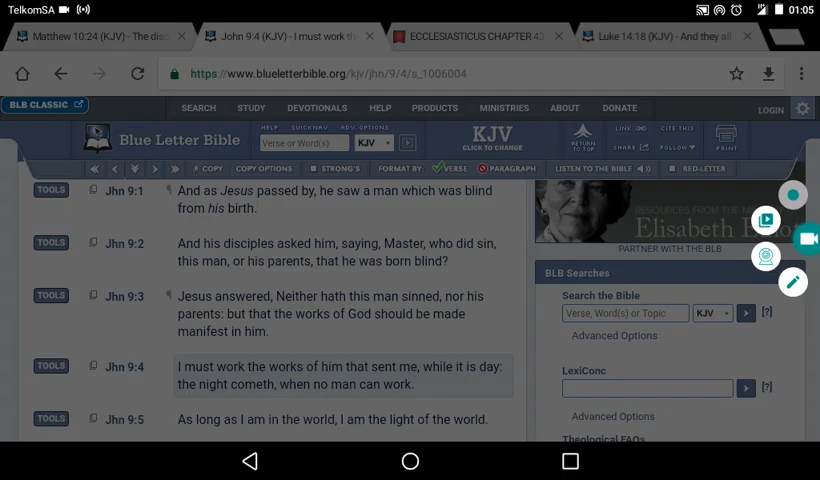 TelkomSA
01:05
Matthew 10:24 (KJV) - The disc
John 9:4 (KJV) - I must work the
ECCLESIASTICUS CHAPTER 43
Luke 14:18 (KJV) - And they all
https://www.blueletterbible.org/kjv/jhn/9/4/s_1006004
BLB CLASSIC
SEARCH STUDY DEVOTIONALS HELP PRODUCTS MINISTRIES ABOUT DONATE
LOGIN
Blue Letter Bible
HELP QUICKNAV ADV. OPTIONS
Verse or Word(s) KJV
KJV
CLICK TO CHANGE
RETURN TO TOP
LINK CITE THIS
SHARE FOLLOW
PRINT
COPY COPY OPTIONS STRONG'S FORMAT BY: VERSE PARAGRAPH LISTEN TO THE BIBLE RED-LETTER
TOOLS Jhn 9:1 ¶ And as Jesus passed by, he saw a man which was blind
from his birth.
TOOLS Jhn 9:2 And his disciples asked him, saying, Master, who did sin,
this man, or his parents, that he was born blind?
TOOLS Jhn 9:3 ¶ Jesus answered, Neither hath this man sinned, nor his
parents: but that the works of God should be made
manifest in him.
TOOLS Jhn 9:4 I must work the works of him that sent me, while it is day:
the night cometh, when no man can work.
TOOLS Jhn 9:5 As long as I am in the world, I am the light of the world.
RESOURCES FROM THE
Elisabeth
PARTNER WITH THE BLB
BLB Searches
Search the Bible
Verse, Word(s) or Topic KJV [?]
Advanced Options
LexiConc
[?]
Advanced Options
Theological FAQs